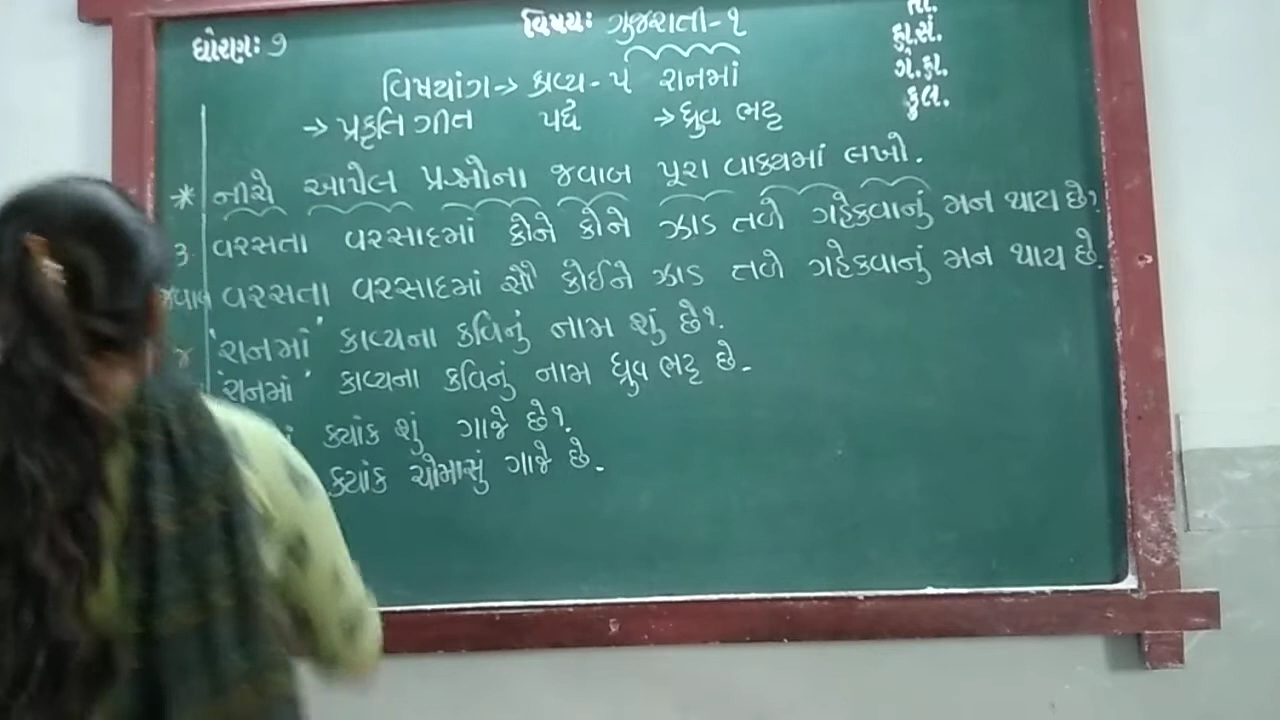 ધોરણઃ ૭
વિષયઃ ગુજરાતી-૧
તા.
હા.સં.
ગે.હા.
કુલ.
વિષયાંગ→ કાવ્ય - ૫ રાનમાં
→ પ્રકૃતિ ગીત પદ્ય → ધ્રુવ ભટ્ટ
* નીચે આપેલ પ્રશ્નોના જવાબ પૂરા વાક્યમાં લખો.
૩ વરસતા વરસાદમાં કોને કોને ઝાડ તળે ગહેકવાનું મન થાય છે?
જવાબ વરસતા વરસાદમાં સૌ કોઈને ઝાડ તળે ગહેકવાનું મન થાય છે.
૪ 'રાનમાં' કાવ્યના કવિનું નામ શું છે?
'રાનમાં' કાવ્યના કવિનું નામ ધ્રુવ ભટ્ટ છે.
ક્યાંક શું ગાજે છે?
ક્યાંક ચોમાસું ગાજે છે.